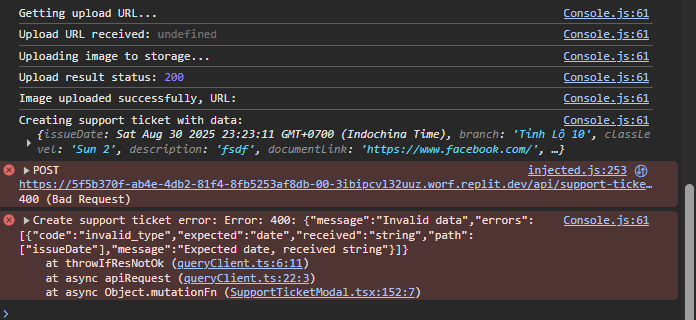 Getting upload URL... Console.js:61
Upload URL received: undefined Console.js:61
Uploading image to storage... Console.js:61
Upload result status: 200 Console.js:61
Image uploaded successfully, URL: Console.js:61
Creating support ticket with data: Console.js:61
{issueDate: Sat Aug 30 2025 23:23:11 GMT+0700 (Indochina Time), branch: 'Tỉnh Lộ 10', classLe
vel: 'Sun 2', description: 'fsdf', documentLink: 'https://www.facebook.com/', …}
POST injected.js:253
https://5f5b370f-ab4e-4db2-81f4-8fb5253af8db-00-3ibipcvl32uuz.worf.replit.dev/api/support-ticke…
400 (Bad Request)
Create support ticket error: Error: 400: {"message":"Invalid data","errors": Console.js:61
[{"code":"invalid_type","expected":"date","received":"string","path":
["issueDate"],"message":"Expected date, received string"}]}
at throwIfResNotOk (queryClient.ts:6:11)
at async apiRequest (queryClient.ts:22:3)
at async Object.mutationFn (SupportTicketModal.tsx:152:7)